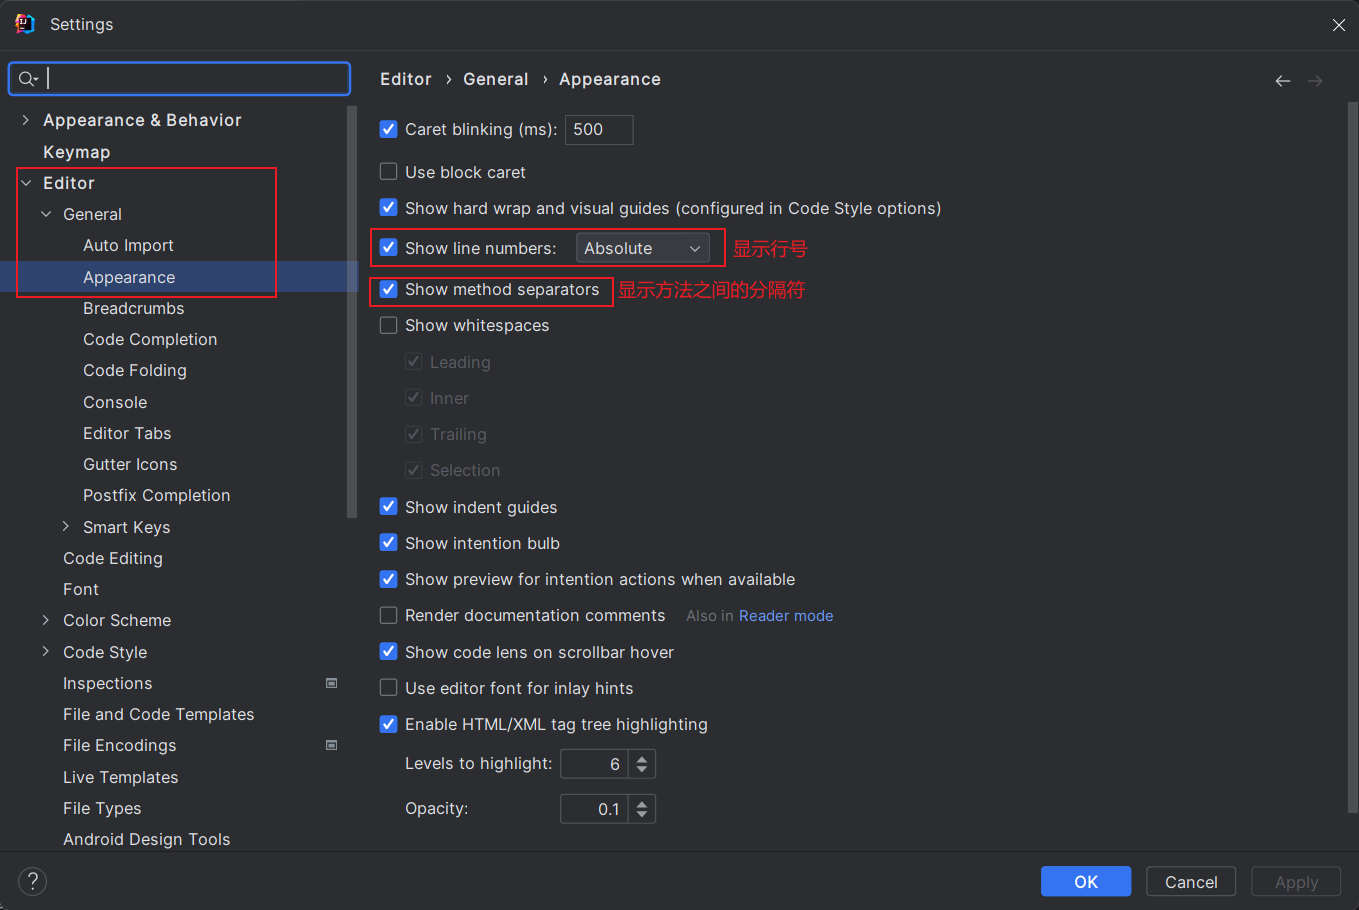 Settings
Appearance & Behavior
Keymap
Editor
General
Auto Import
Appearance
Breadcrumbs
Code Completion
Code Folding
Console
Editor Tabs
Gutter Icons
Postfix Completion
Smart Keys
Code Editing
Font
Color Scheme
Code Style
Inspections
File and Code Templates
File Encodings
Live Templates
File Types
Android Design Tools
Editor › General › Appearance
Caret blinking (ms): 500
Use block caret
Show hard wrap and visual guides (configured in Code Style options)
Show line numbers: Absolute 显示行号
Show method separators 显示方法之间的分隔符
Show whitespaces
Leading
Inner
Trailing
Selection
Show indent guides
Show intention bulb
Show preview for intention actions when available
Render documentation comments Also in Reader mode
Show code lens on scrollbar hover
Use editor font for inlay hints
Enable HTML/XML tag tree highlighting
Levels to highlight: 6
Opacity: 0.1
? OK Cancel Apply